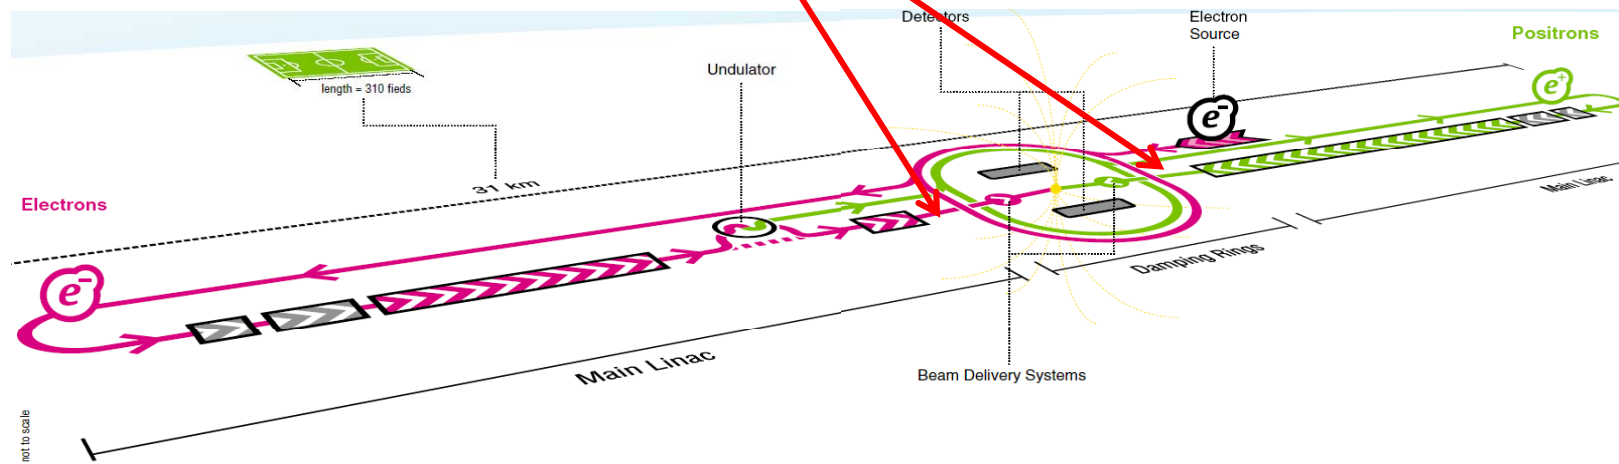 Detectors
Electron
Source
Positrons
Undulator
length = 310 fieds
e⁻
e⁺
31 km
Electrons
e⁻
Main Linac
Damping Rings
Main Linac
Beam Delivery Systems
not to scale